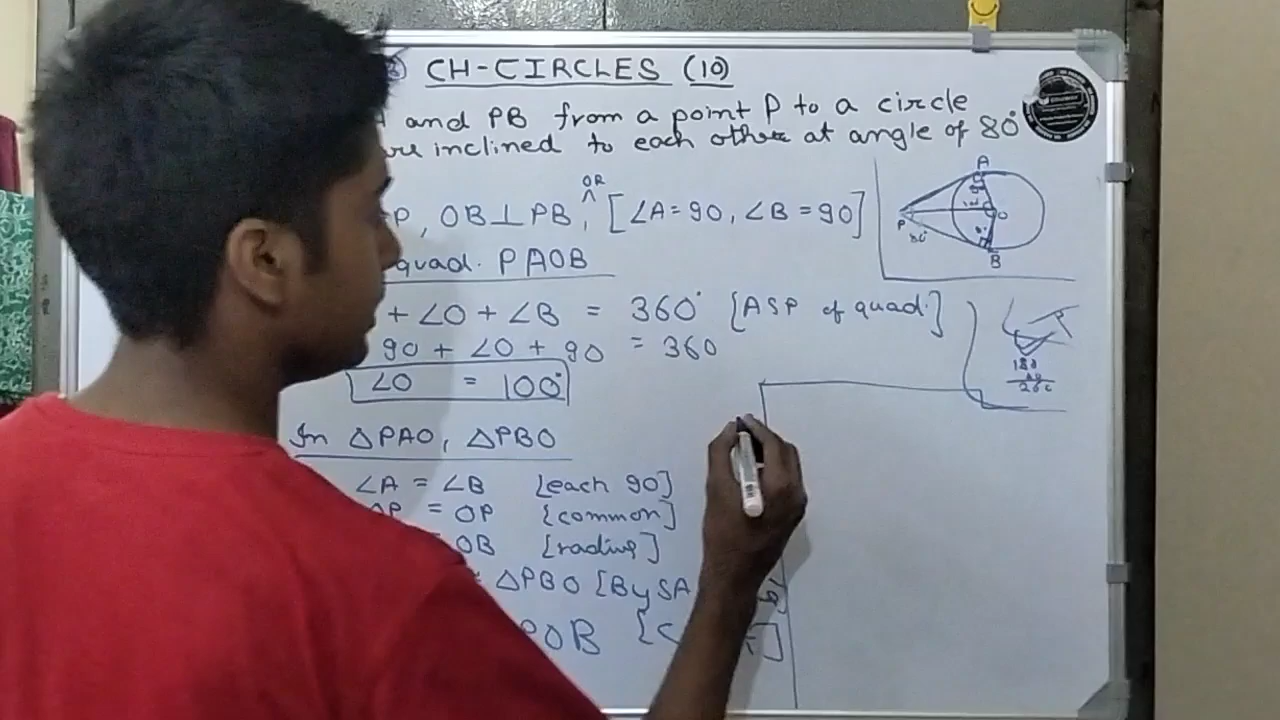 CH-CIRCLES (10)
and PB from a point P to a circle
are inclined to each other at angle of 80°
OR
P, OB⊥PB, [∠A=90, ∠B=90]
quad. PAOB
+ ∠O + ∠B = 360° [ASP of quad.]
90 + ∠O + 90 = 360
∠O = 100°
In △PAO, △PBO
∠A = ∠B [each 90]
OP = OP [common]
OB [radius]
△PBO [By SA
POB [C
A
P
O
B
80°
180